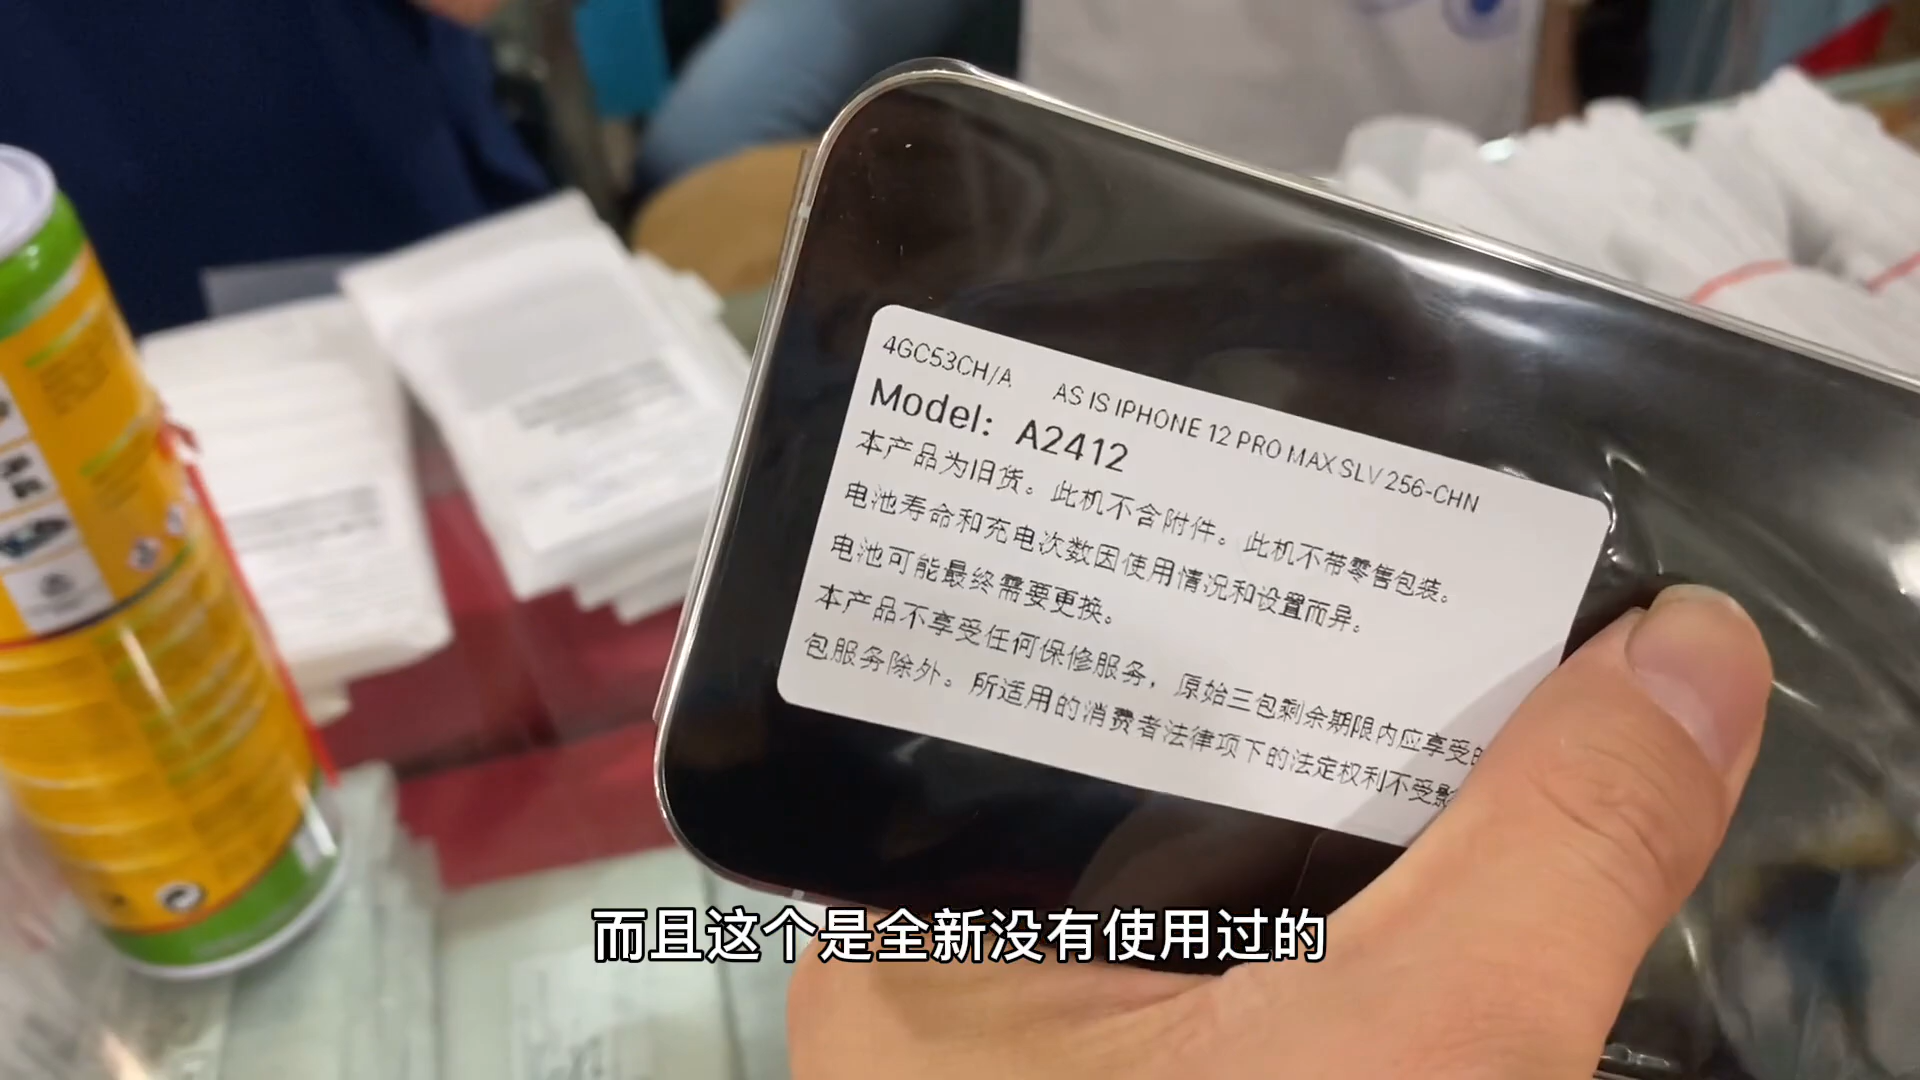 4GC53CH/A AS IS IPHONE 12 PRO MAX SLV 256-CHN
Model: A2412
本产品为旧货。此机不含附件。此机不带零售包装。
电池寿命和充电次数因使用情况和设置而异。
电池可能最终需要更换。
本产品不享受任何保修服务，原始三包剩余期限内应享受的
包服务除外。所适用的消费者法律项下的法定权利不受影
而且这个是全新没有使用过的